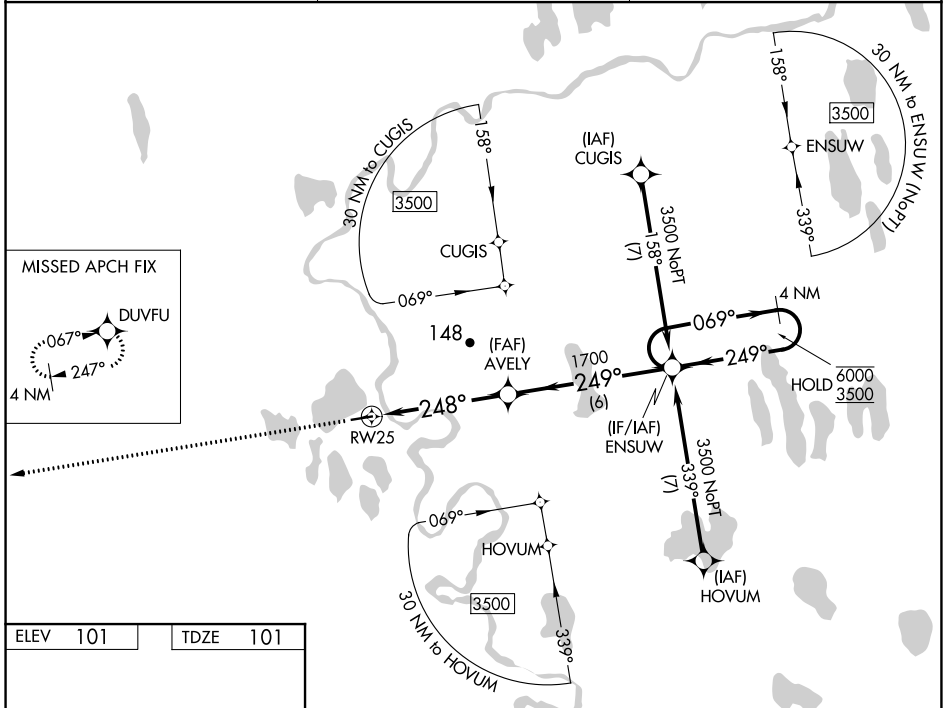 158°
30 NM to ENSUW (NoPT)
3500
ENSUW
339°
30 NM to CUGIS
158°
3500
CUGIS
069°
(IAF)
CUGIS
3500 NoPT
158°
(7)
MISSED APCH FIX
DUVFU
067°
247°
4 NM
148
(FAF)
AVELY
1700
249°
(6)
069°
4 NM
249°
HOLD
6000
3500
248°
RW25
(IF/IAF)
ENSUW
3500 NoPT
339°
(7)
069°
HOVUM
3500
339°
30 NM to HOVUM
(IAF)
HOVUM
ELEV 101
TDZE 101